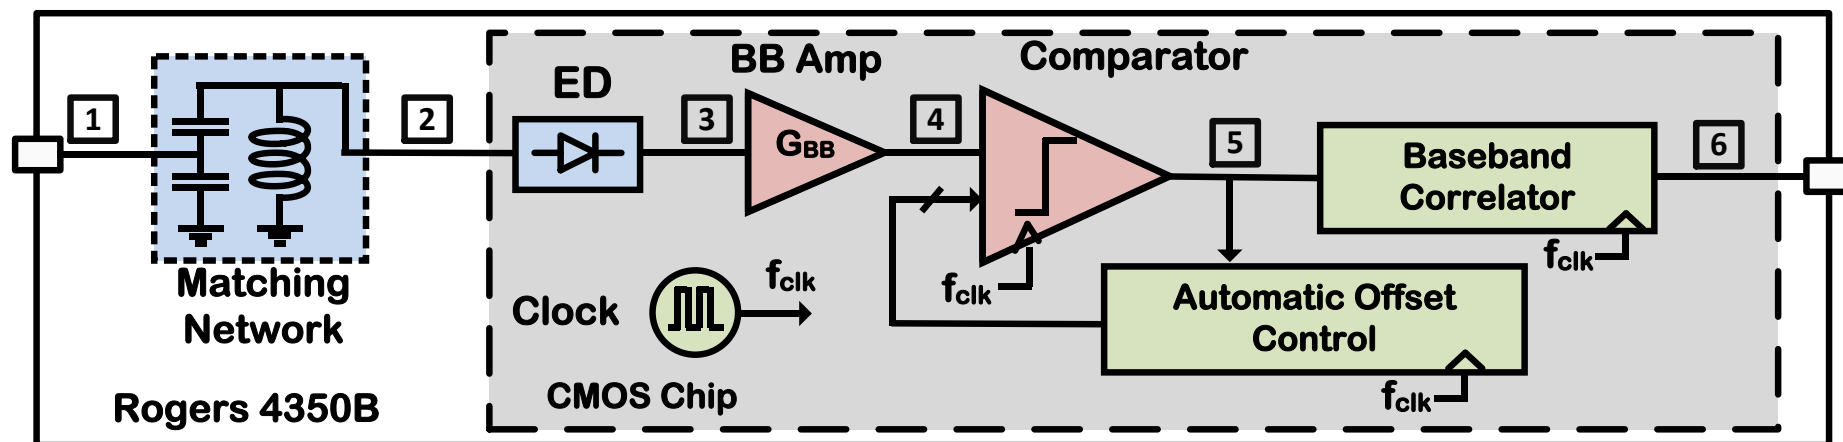 1
Matching
Network
Rogers 4350B
2
ED
3
BB Amp
GBB
4
Comparator
fclk
Clock
fclk
CMOS Chip
5
Automatic Offset
Control
fclk
Baseband
Correlator
fclk
6